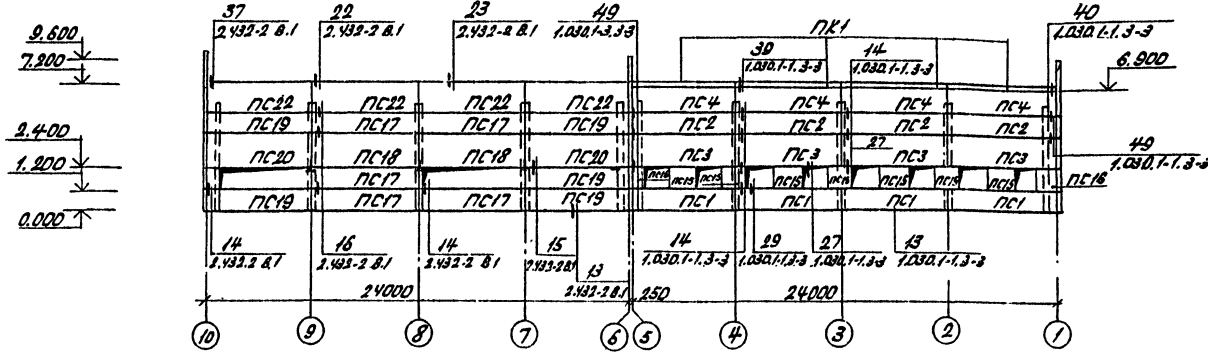 37 22 23 49 ПК1 40
2.432-2 В.1 2.432-2 В.1 2.432-2 В.1 1.030.1-3.3-3 1.030.1-1.3-3
9.600
7.200
39 14
1.030.1-1.3-3 1.030.1-1.3-3
6.900
ПС22 ПС22 ПС22 ПС22 ПС4 ПС4 ПС4 ПС4
ПС19 ПС17 ПС17 ПС19 ПС2 ПС2 ПС2 ПС2
2.400
27
49
1.030.1-1.3-3
ПС20 ПС18 ПС18 ПС20 ПС3 ПС3 ПС3 ПС3
1.200
ПС17 ПС19 ПС16 ПС15 ПС15 ПС15 ПС16 ПС15 ПС15 ПС15 ПС16
ПС19 ПС17 ПС17 ПС19 ПС1 ПС1 ПС1 ПС1
0.000
14 16 14 15 14 29 27 13
2.432-2 В.1 2.432-2 В.1 2.432-2 В.1 2.432-2 В.1 1.030.1-1.3-3 1.030.1-1.3-3 1.030.1-1.3-3 1.030.1-1.3-3
13
2.432-2 В.1
24000 250 24000
10 9 8 7 6 5 4 3 2 1